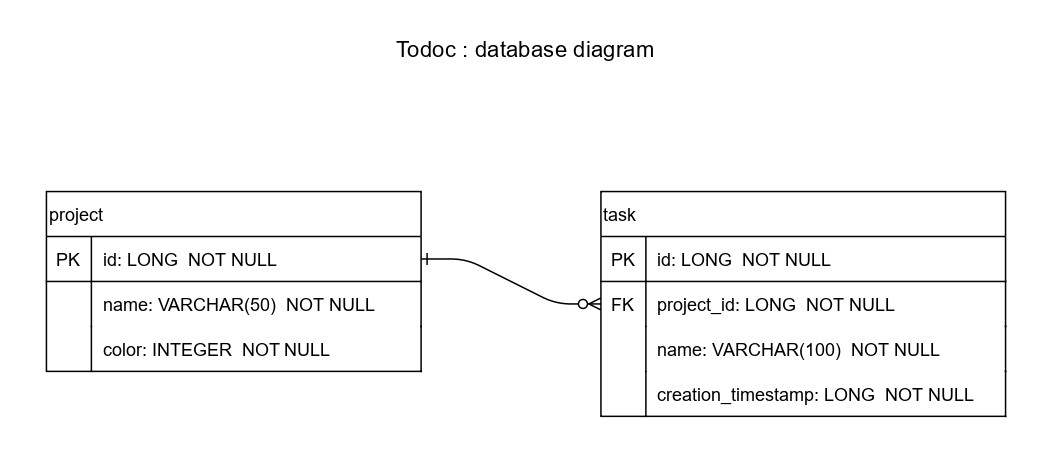 Todoc : database diagram
project
PK id: LONG  NOT NULL
name: VARCHAR(50)  NOT NULL
color: INTEGER  NOT NULL
task
PK id: LONG  NOT NULL
FK project_id: LONG  NOT NULL
name: VARCHAR(100)  NOT NULL
creation_timestamp: LONG  NOT NULL